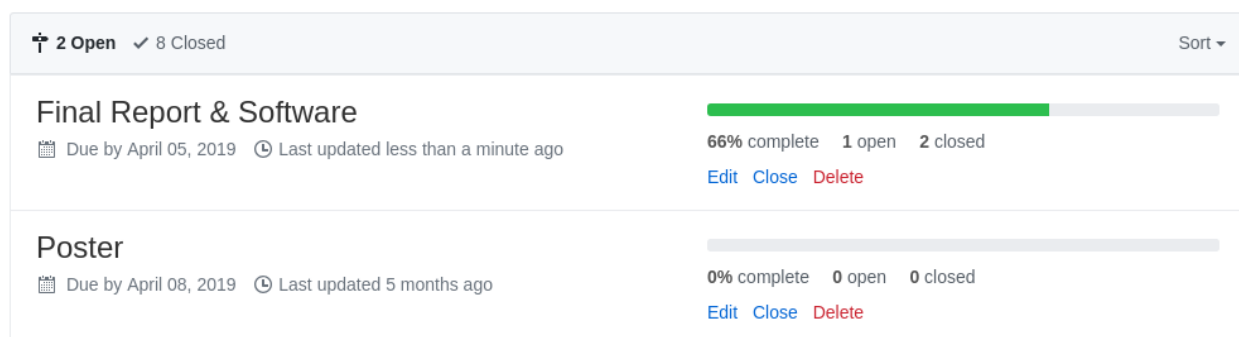 2 Open 8 Closed Sort
Final Report & Software
Due by April 05, 2019 Last updated less than a minute ago
66% complete 1 open 2 closed
Edit Close Delete
Poster
Due by April 08, 2019 Last updated 5 months ago
0% complete 0 open 0 closed
Edit Close Delete